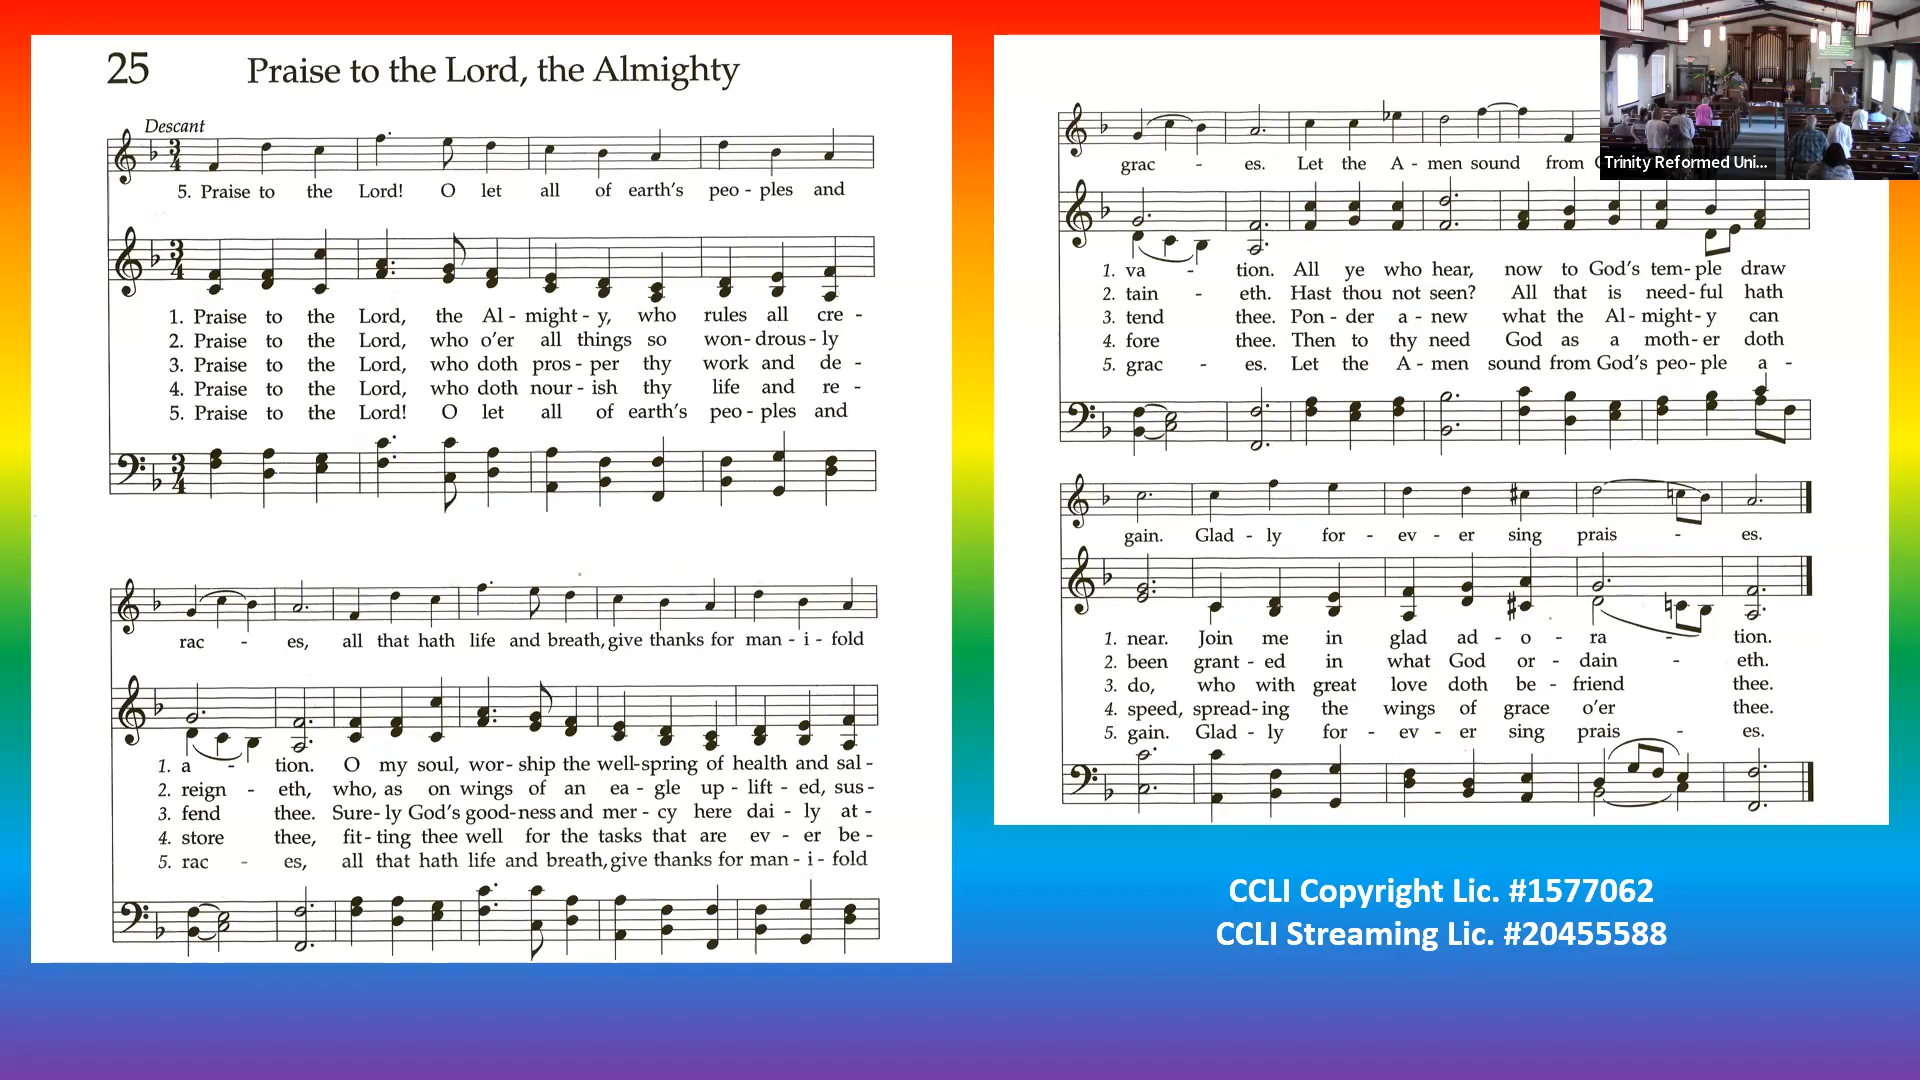 25 Praise to the Lord, the Almighty
Descant
3
4
5. Praise to the Lord! O let all of earth's peo - ples and
3
4
1. Praise to the Lord, the Al - might - y, who rules all cre -
2. Praise to the Lord, who o'er all things so won - drous - ly
3. Praise to the Lord, who doth pros - per thy work and de -
4. Praise to the Lord, who doth nour - ish thy life and re -
5. Praise to the Lord! O let all of earth's peo - ples and
3
4
rac - es, all that hath life and breath, give thanks for man - i - fold
1. a - tion. O my soul, wor - ship the well-spring of health and sal -
2. reign - eth, who, as on wings of an ea - gle up - lift - ed, sus -
3. fend thee. Sure - ly God's good - ness and mer - cy here dai - ly at -
4. store thee, fit - ting thee well for the tasks that are ev - er be -
5. rac - es, all that hath life and breath, give thanks for man - i - fold
grac - es. Let the A - men sound from
1. va - tion. All ye who hear, now to God's tem - ple draw
2. tain - eth. Hast thou not seen? All that is need - ful hath
3. tend thee. Pon - der a - new what the Al - might - y can
4. fore thee. Then to thy need God as a moth - er doth
5. grac - es. Let the A - men sound from God's peo - ple a -
gain. Glad - ly for - ev - er sing prais - es.
1. near. Join me in glad ad - o - ra - tion.
2. been grant - ed in what God or - dain - eth.
3. do, who with great love doth be - friend thee.
4. speed, spread - ing the wings of grace o'er thee.
5. gain. Glad - ly for - ev - er sing prais - es.
CCLI Copyright Lic. #1577062
CCLI Streaming Lic. #20455588
Trinity Reformed Uni...